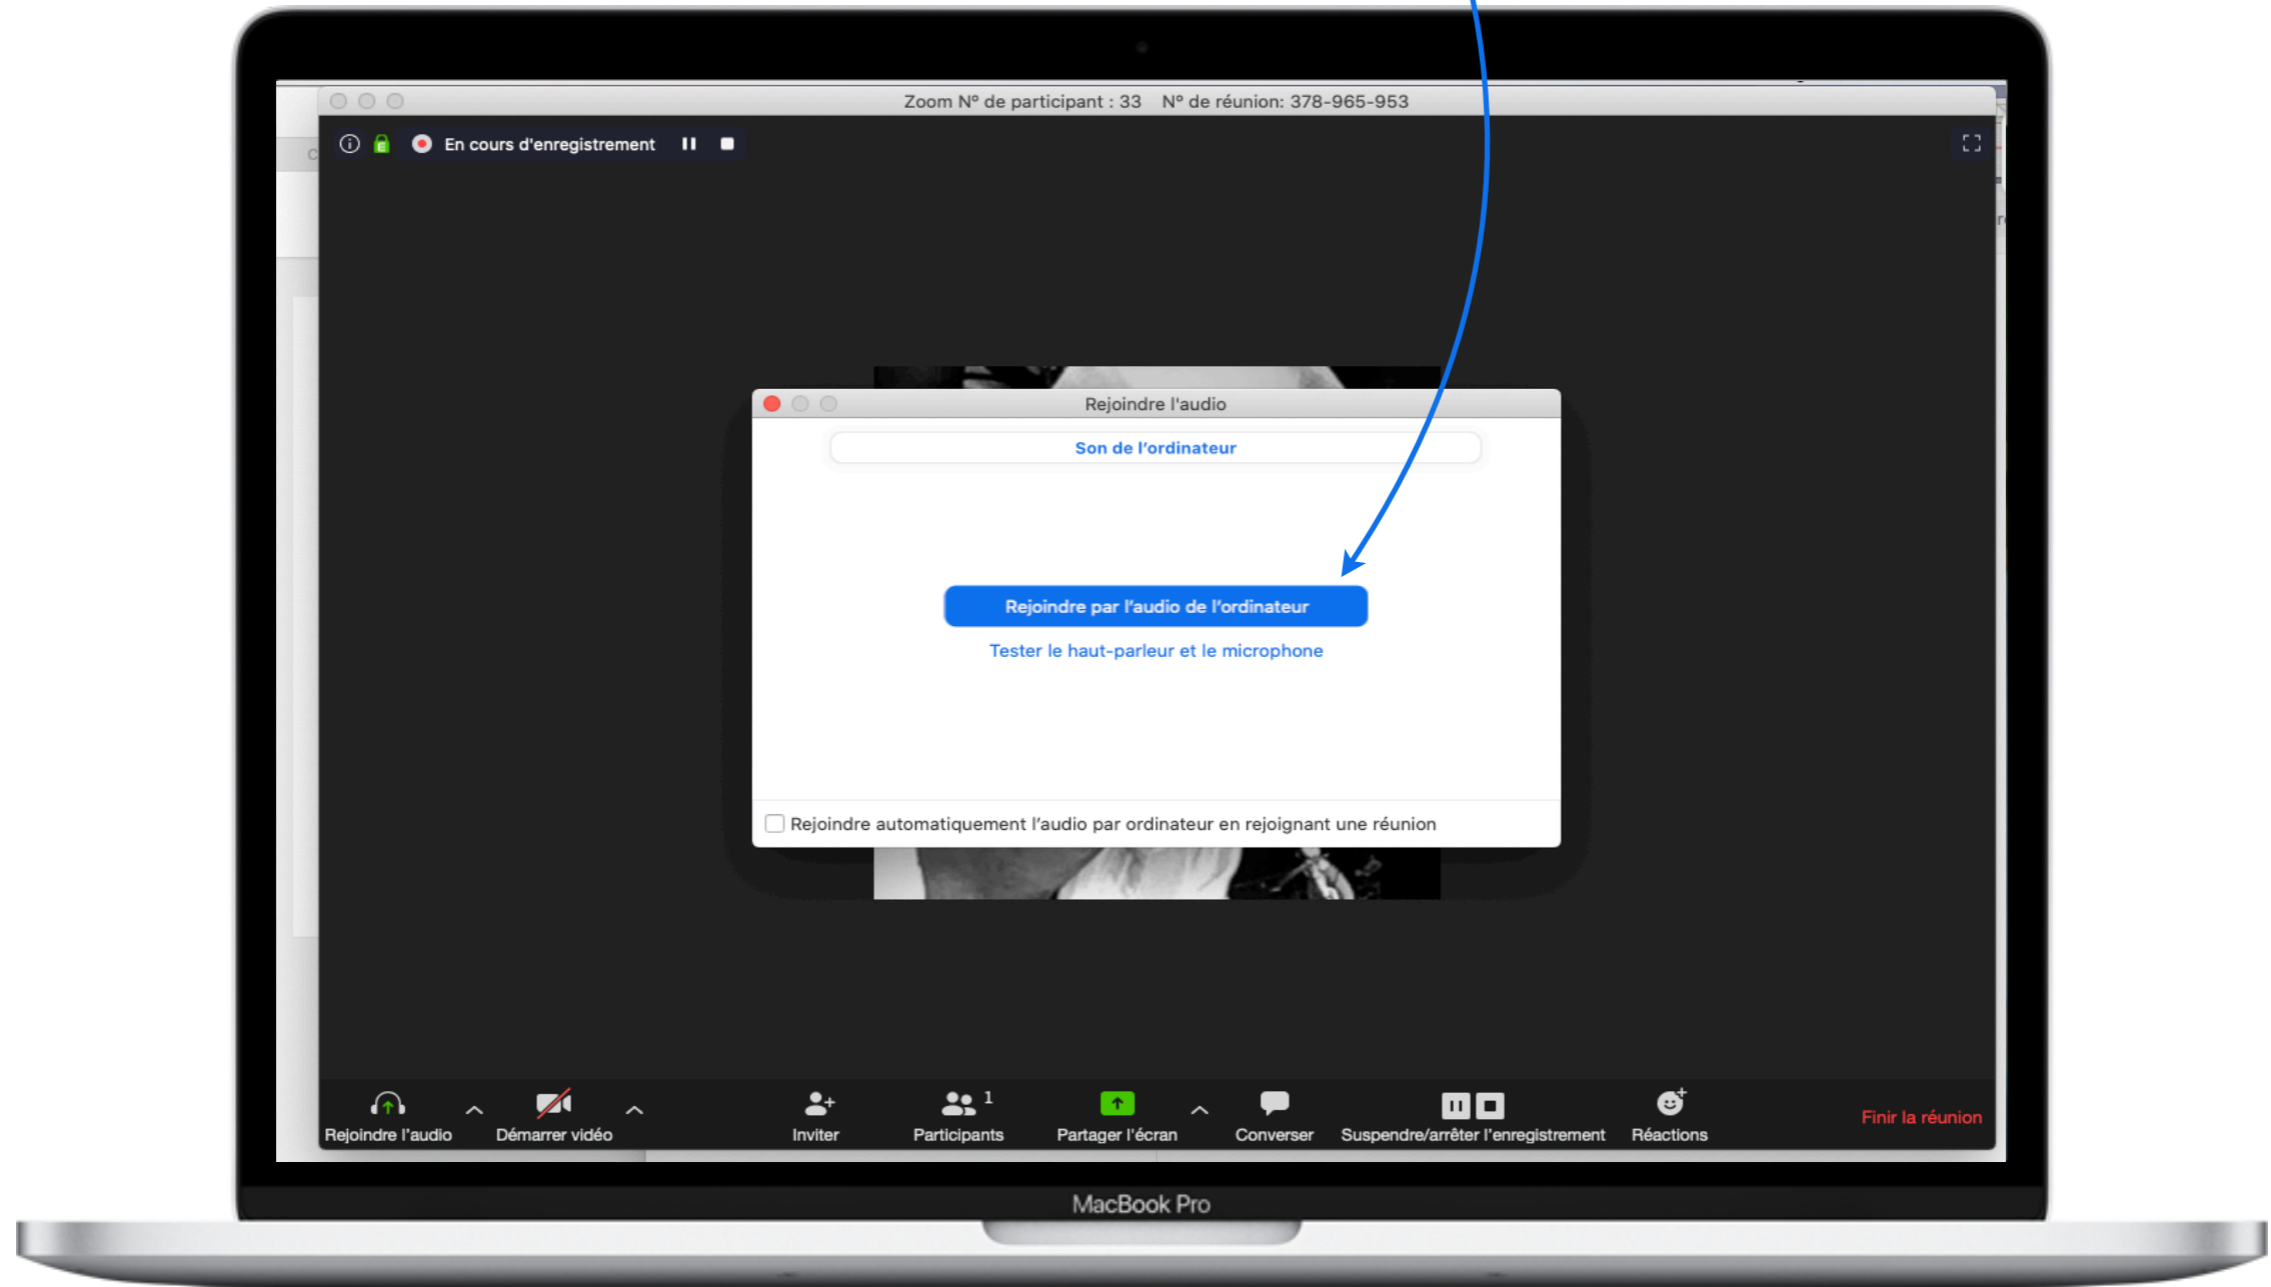 Zoom Nº de participant : 33 Nº de réunion: 378-965-953
En cours d'enregistrement
Rejoindre l'audio
Son de l'ordinateur
Rejoindre par l'audio de l'ordinateur
Tester le haut-parleur et le microphone
Rejoindre automatiquement l'audio par ordinateur en rejoignant une réunion
1
Rejoindre l'audio Démarrer vidéo Inviter Participants Partager l'écran Converser Suspendre/arrêter l'enregistrement Réactions Finir la réunion
MacBook Pro